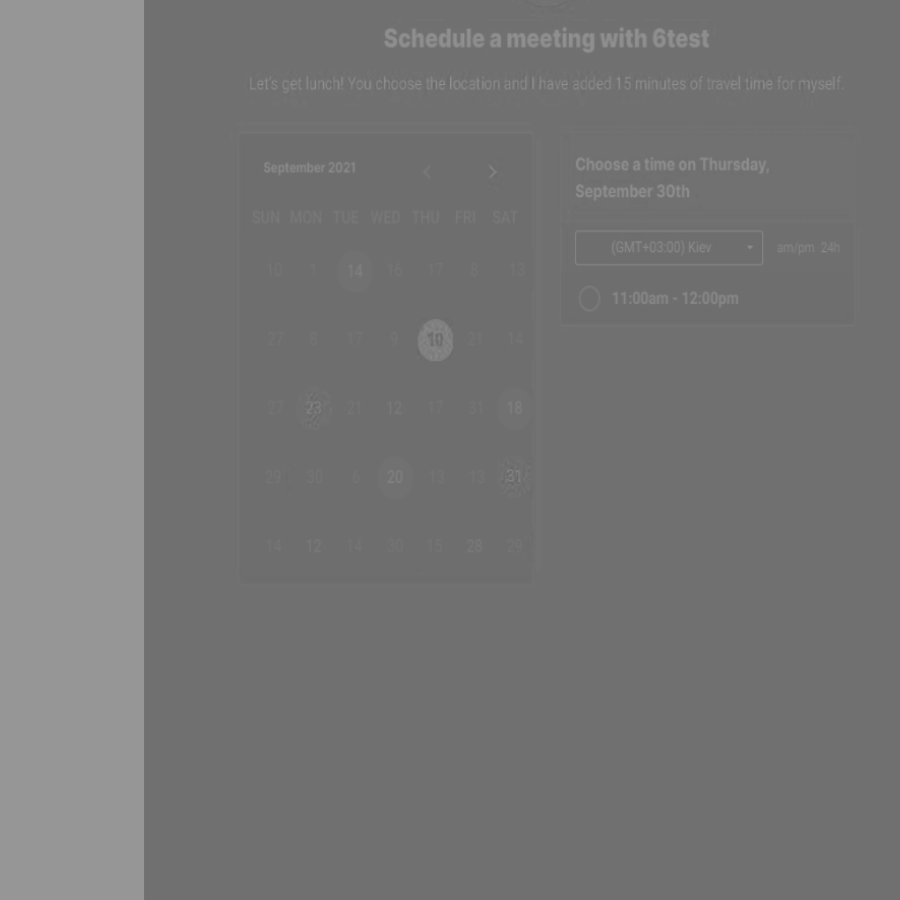 Schedule a meeting with 6test
Let's get lunch! You choose the location and I have added 15 minutes of travel time for myself.
September 2021
SUN MON TUE WED THU FRI SAT
10 1 14 16 17 6 13
27 8 17 9 10 21 14
27 23 21 12 17 31 18
29 30 6 20 13 13 31
14 12 14 30 15 28 29
Choose a time on Thursday,
September 30th
(GMT+03:00) Kiev am/pm 24h
11:00am - 12:00pm